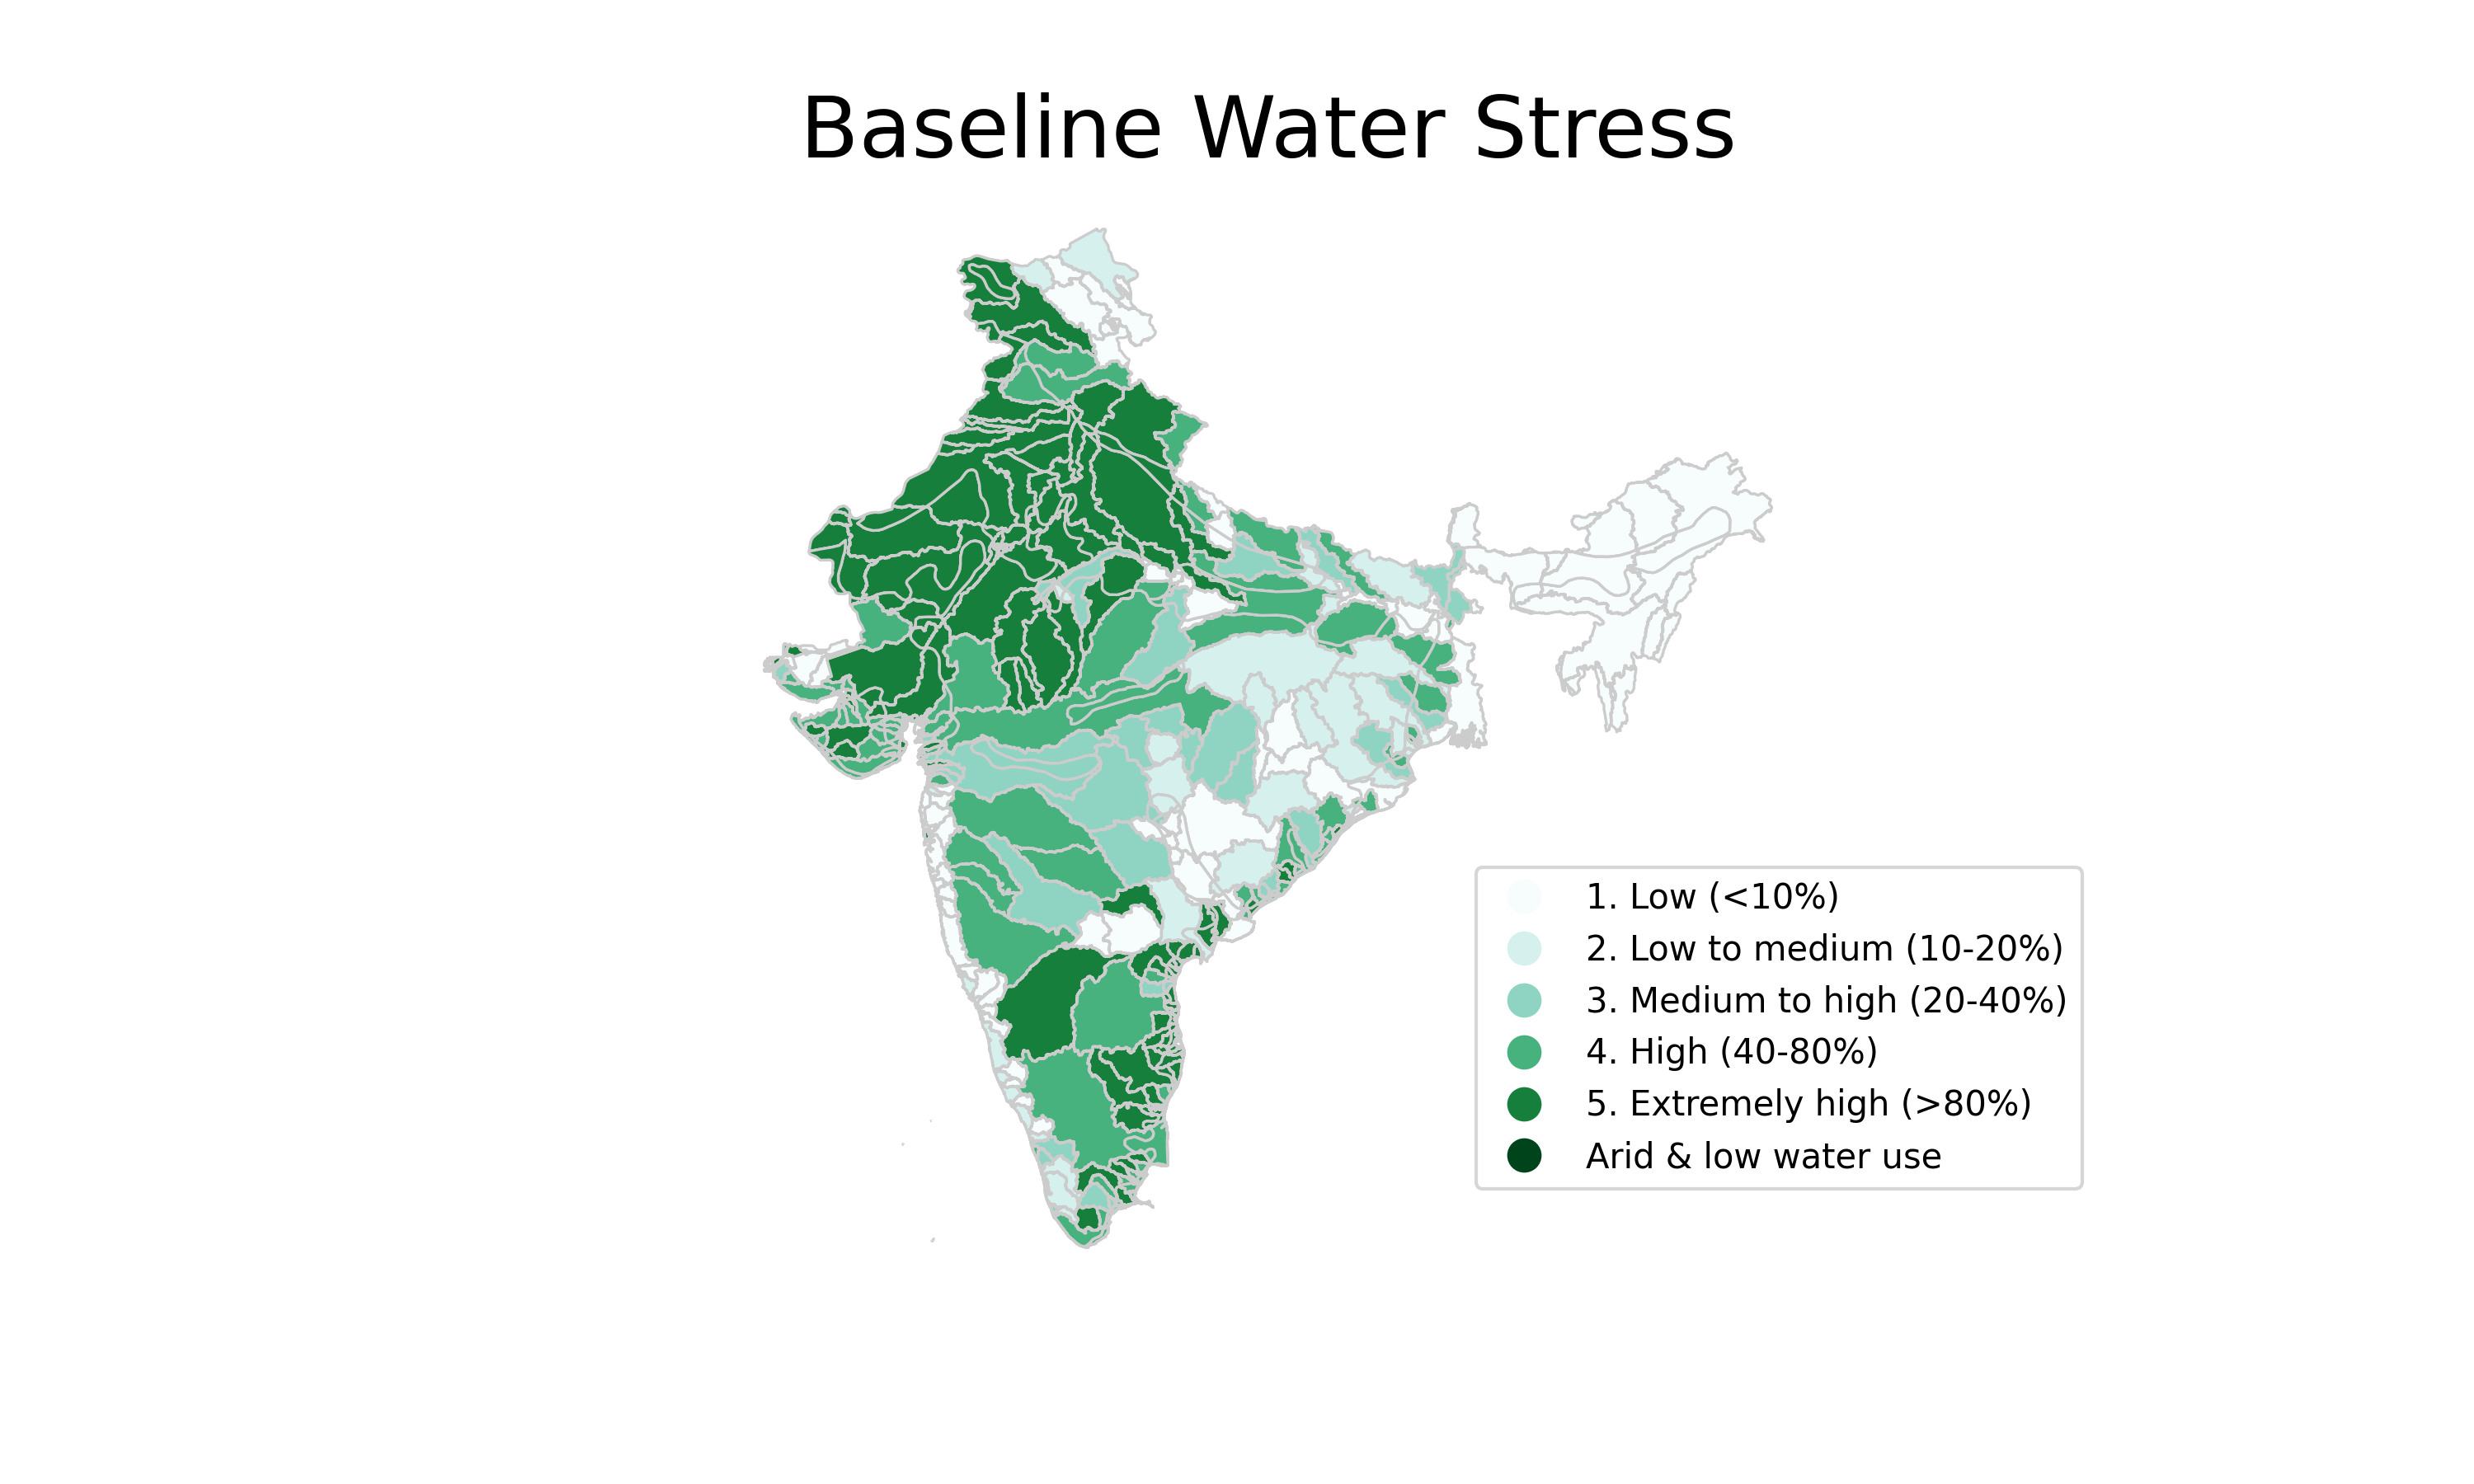 Baseline Water Stress
1. Low (<10%)
2. Low to medium (10-20%)
3. Medium to high (20-40%)
4. High (40-80%)
5. Extremely high (>80%)
Arid & low water use